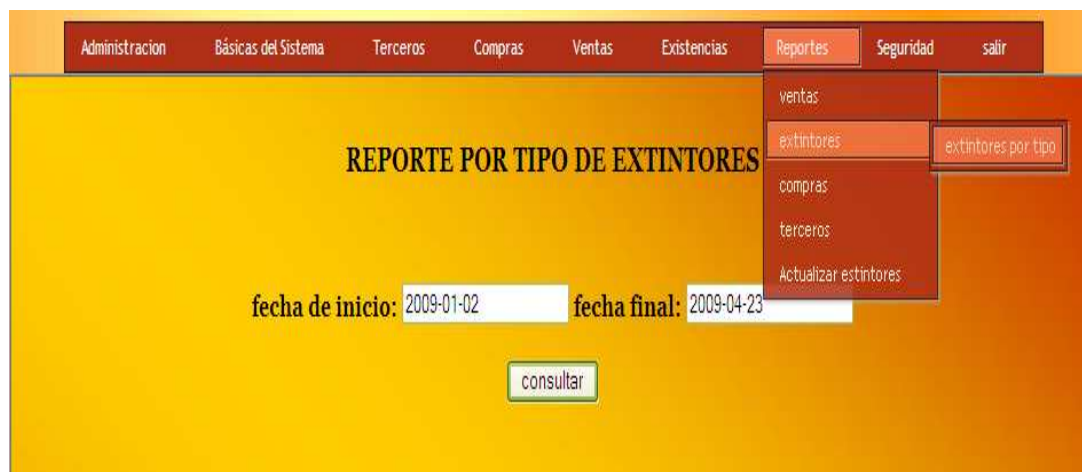 Administracion Básicas del Sistema Terceros Compras Ventas Existencias Reportes Seguridad salir
ventas
extintores extintores por tipo
REPORTE POR TIPO DE EXTINTORES
compras
terceros
Actualizar estintores
fecha de inicio: 2009-01-02 fecha final: 2009-04-23
consultar